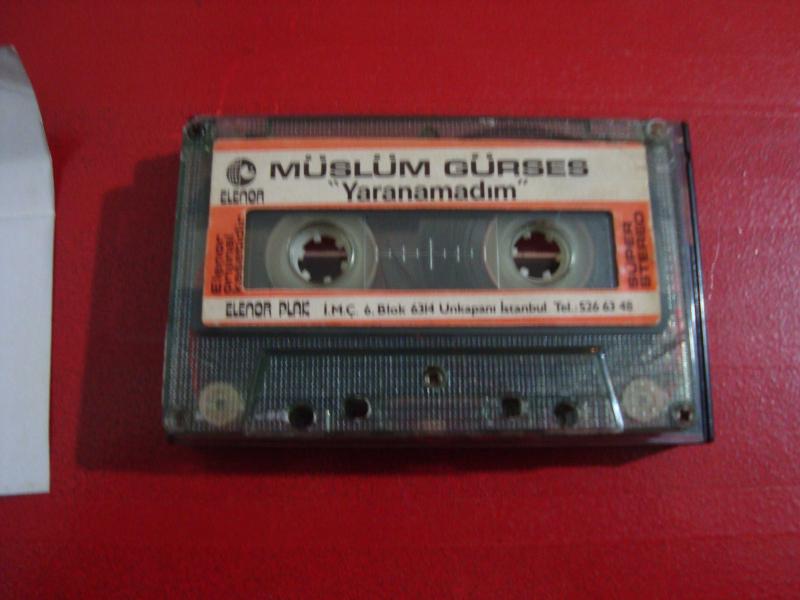 MÜSLÜM GÜRSES
ELENOR
"Yaranamadım"
Elenor
orijinal
kasetidir
SUPER
STEREO
ELENOR PLAK İ.M.Ç. 6. Blok 6314 Unkapanı İstanbul Tel.: 526 63 48